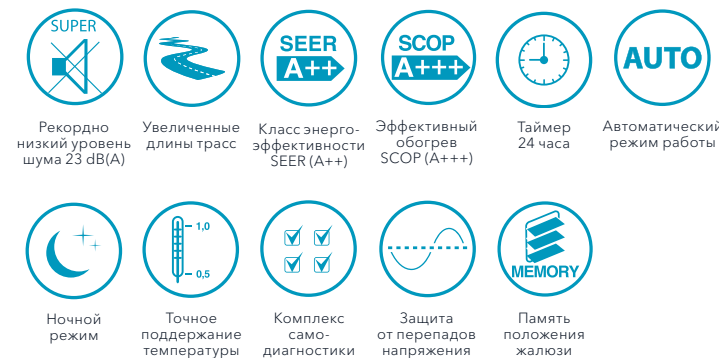 SUPER
SEER
A++
SCOP
A+++
AUTO
Рекордно
низкий уровень
шума 23 dB(A)
Увеличенные
длины трасс
Класс энерго-
эффективности
SEER (A++)
Эффективный
обогрев
SCOP (A+++)
Таймер
24 часа
Автоматический
режим работы
1,0
0,5
MEMORY
Ночной
режим
Точное
поддержание
температуры
Комплекс
само-
диагностики
Защита
от перепадов
напряжения
Память
положения
жалюзи